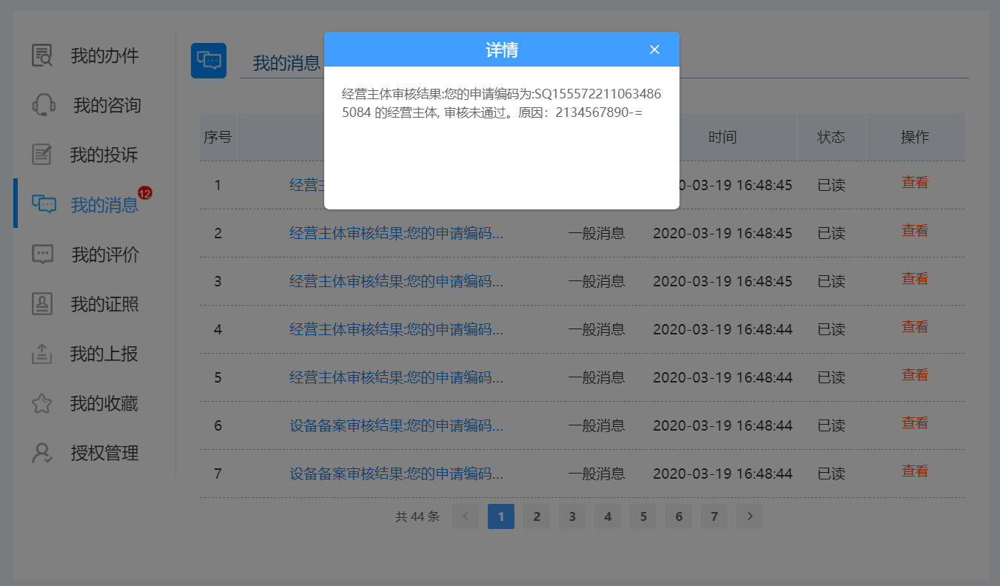 详情
经营主体审核结果:您的申请编码为:SQ155572211063486
5084 的经营主体, 审核未通过。原因：2134567890-=
我的办件
我的咨询
我的投诉
我的消息 12
我的评价
我的证照
我的上报
我的收藏
授权管理
我的消息
序号 时间 状态 操作
1 经营 0-03-19 16:48:45 已读 查看
2 经营主体审核结果:您的申请编码... 一般消息 2020-03-19 16:48:45 已读 查看
3 经营主体审核结果:您的申请编码... 一般消息 2020-03-19 16:48:45 已读 查看
4 经营主体审核结果:您的申请编码... 一般消息 2020-03-19 16:48:44 已读 查看
5 经营主体审核结果:您的申请编码... 一般消息 2020-03-19 16:48:44 已读 查看
6 设备备案审核结果:您的申请编码... 一般消息 2020-03-19 16:48:44 已读 查看
7 设备备案审核结果:您的申请编码... 一般消息 2020-03-19 16:48:44 已读 查看
共 44 条 1 2 3 4 5 6 7